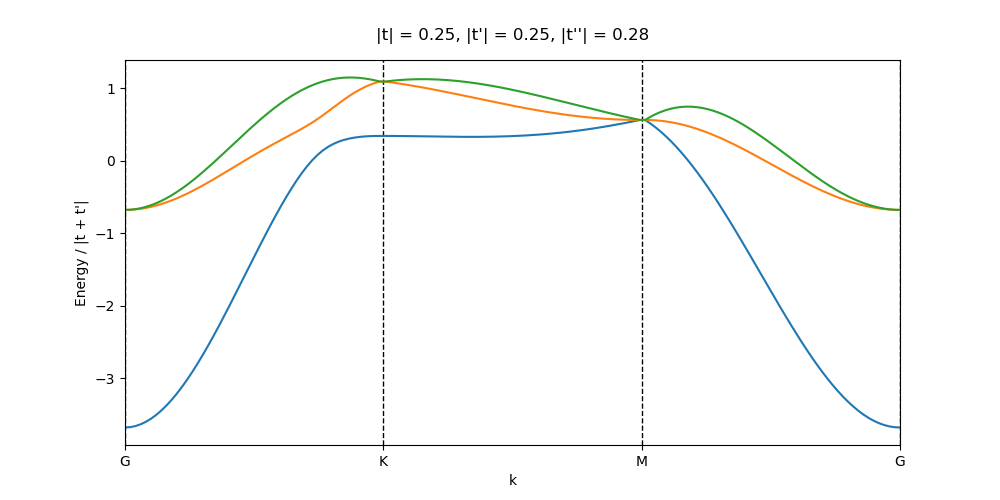 |t| = 0.25, |t'| = 0.25, |t''| = 0.28
Energy / |t + t'|
1
0
−1
−2
−3
G K M G
k